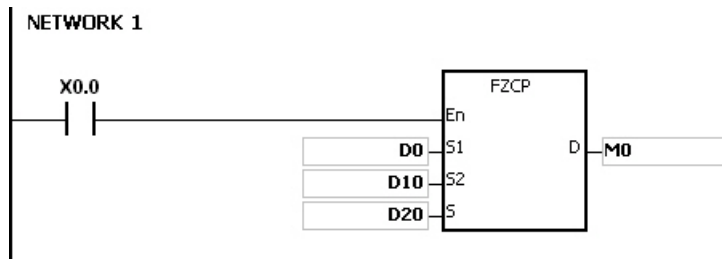 NETWORK 1
X0.0
FZCP
En
D0 S1 D M0
D10 S2
D20 S